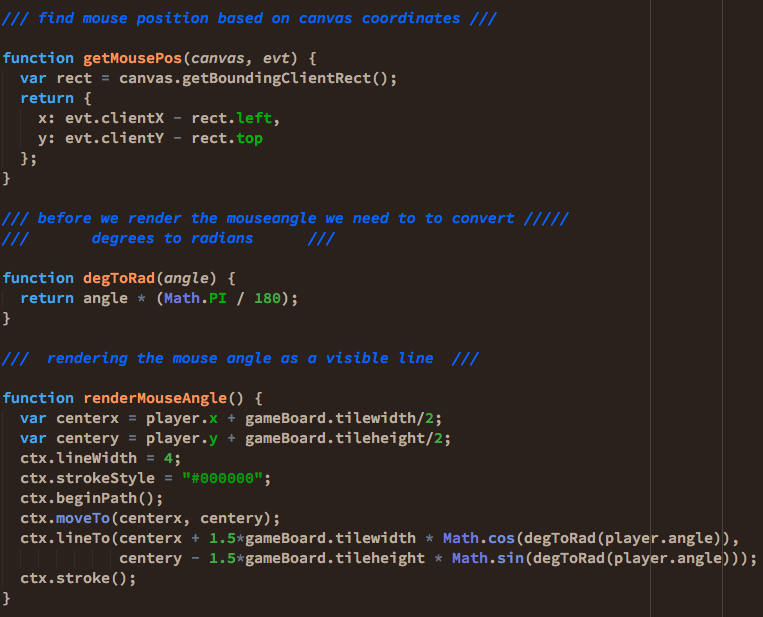 /// find mouse position based on canvas coordinates ///
function getMousePos(canvas, evt) {
  var rect = canvas.getBoundingClientRect();
  return {
    x: evt.clientX - rect.left,
    y: evt.clientY - rect.top
  };
}
/// before we render the mouseangle we need to to convert /////
///       degrees to radians      ///
function degToRad(angle) {
  return angle * (Math.PI / 180);
}
///  rendering the mouse angle as a visible line  ///
function renderMouseAngle() {
  var centerx = player.x + gameBoard.tilewidth/2;
  var centery = player.y + gameBoard.tileheight/2;
  ctx.lineWidth = 4;
  ctx.strokeStyle = "#000000";
  ctx.beginPath();
  ctx.moveTo(centerx, centery);
  ctx.lineTo(centerx + 1.5*gameBoard.tilewidth * Math.cos(degToRad(player.angle)),
             centery - 1.5*gameBoard.tileheight * Math.sin(degToRad(player.angle)));
  ctx.stroke();
}